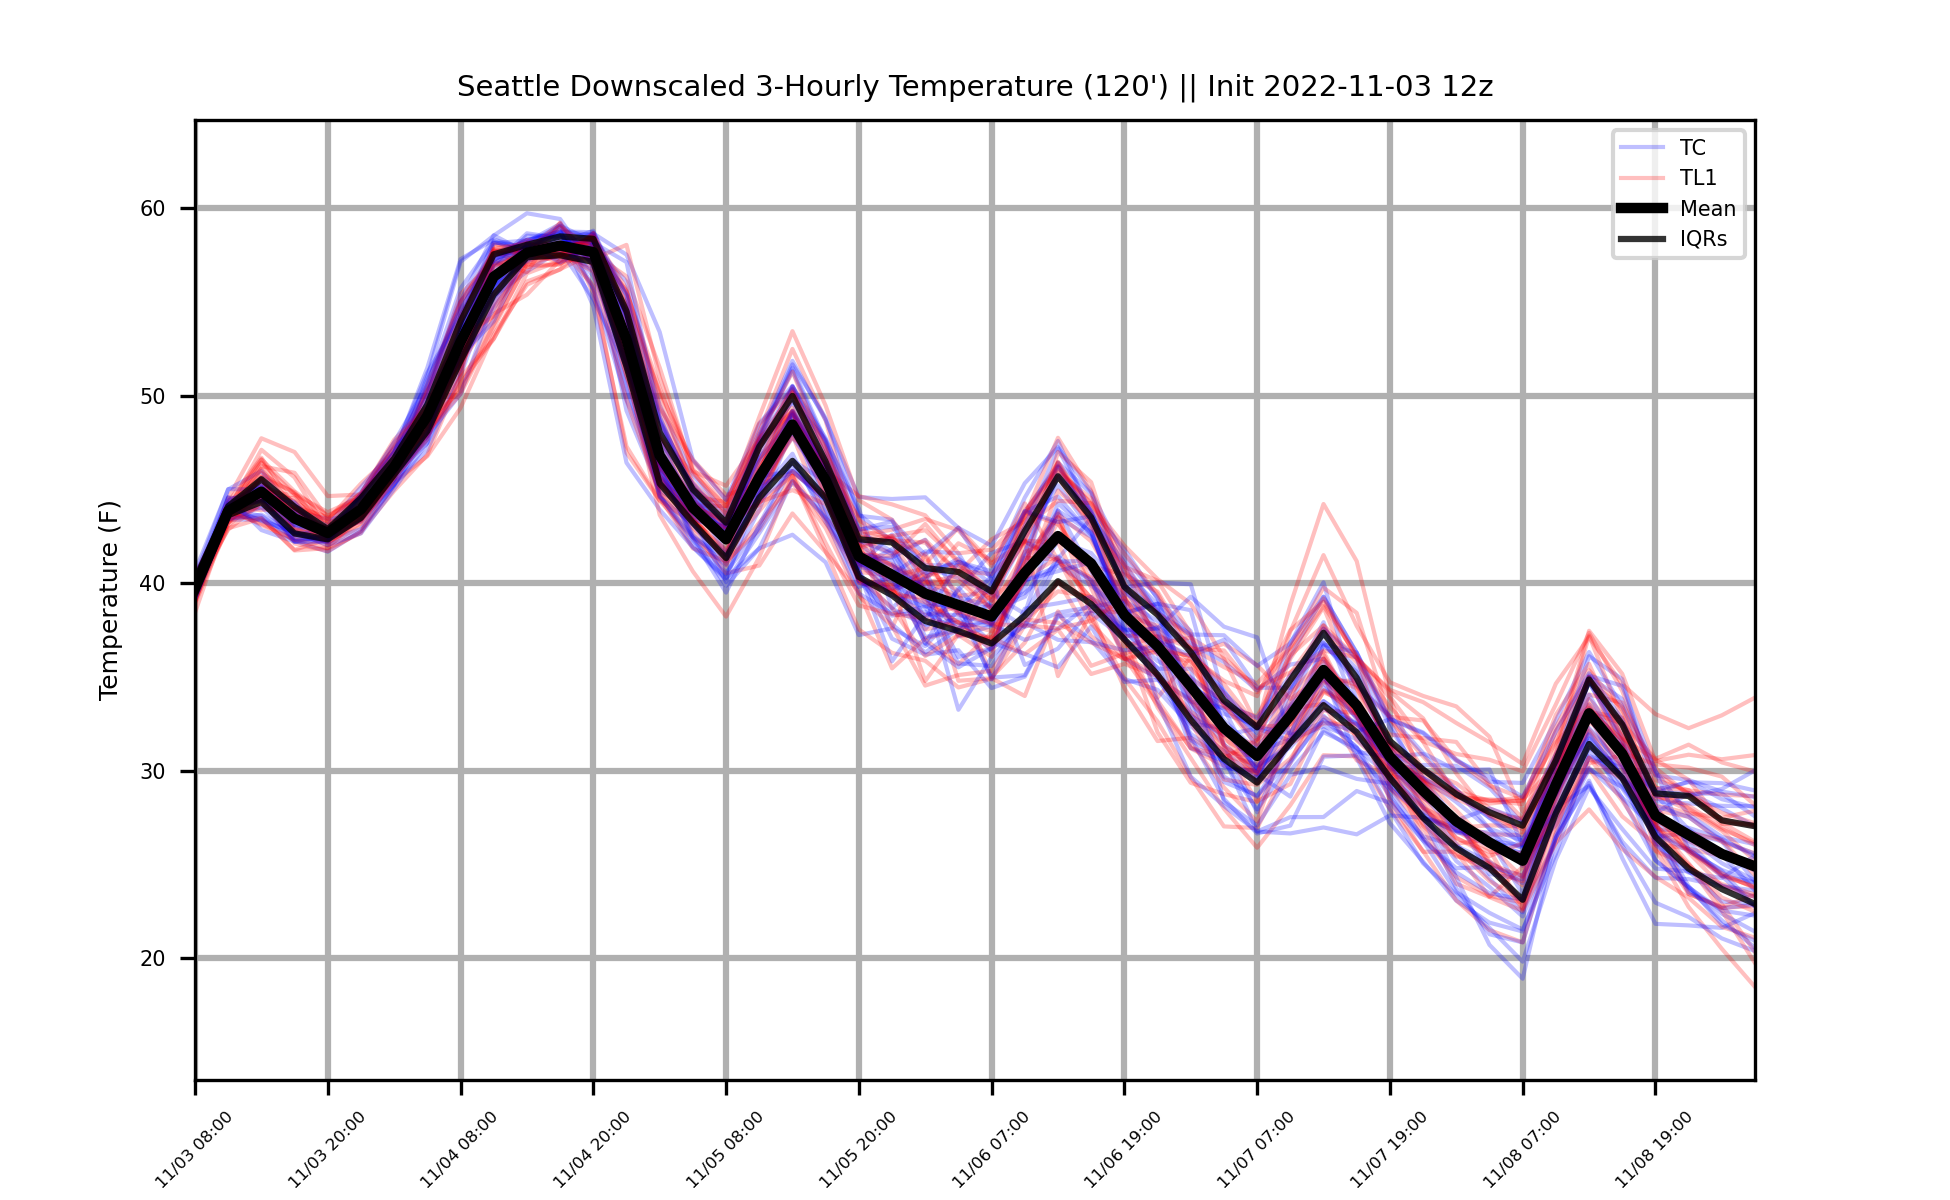 Seattle Downscaled 3-Hourly Temperature (120') || Init 2022-11-03 12z
TC
TL1
Mean
IQRs
Temperature (F)
60
50
40
30
20
11/03 08:00
11/03 20:00
11/04 08:00
11/04 20:00
11/05 08:00
11/05 20:00
11/06 07:00
11/06 19:00
11/07 07:00
11/07 19:00
11/08 07:00
11/08 19:00